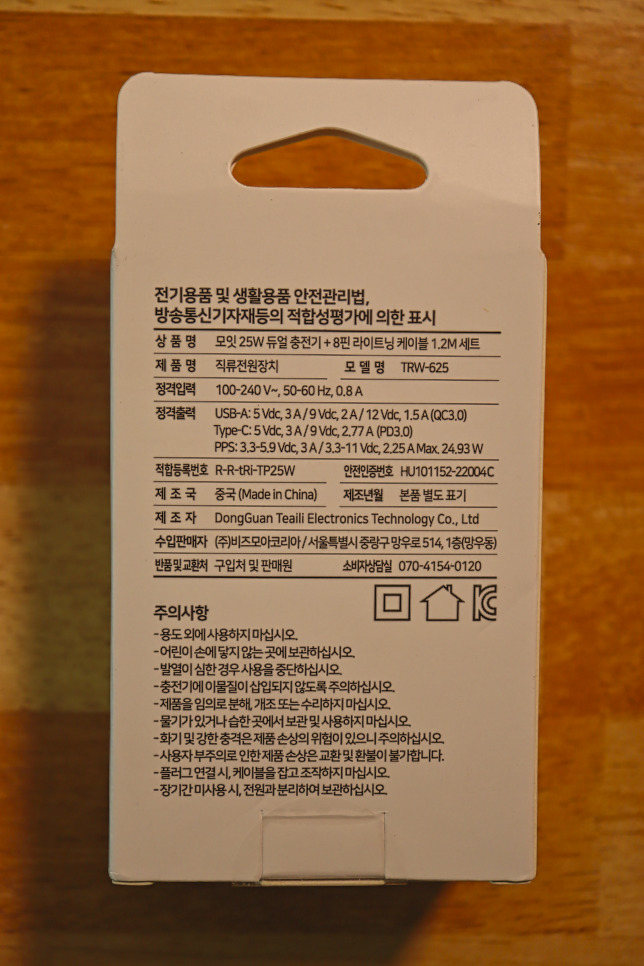 전기용품 및 생활용품 안전관리법,
방송통신기자재등의 적합성평가에 의한 표시
상 품 명 모잇 25W 듀얼 충전기 + 8핀 라이트닝 케이블 1.2M 세트
제 품 명 직류전원장치 모 델 명 TRW-625
정격입력 100-240 V~, 50-60 Hz, 0.8 A
정격출력 USB-A: 5 Vdc, 3 A / 9 Vdc, 2 A / 12 Vdc, 1.5 A (QC3.0)
Type-C: 5 Vdc, 3 A / 9 Vdc, 2.77 A (PD3.0)
PPS: 3.3-5.9 Vdc, 3 A / 3.3-11 Vdc, 2.25 A Max. 24.93 W
적합등록번호 R-R-tRi-TP25W 안전인증번호 HU101152-22004C
제 조 국 중국 (Made in China) 제조년월 본품 별도 표기
제 조 자 DongGuan Teaili Electronics Technology Co., Ltd
수입판매자 (주)비즈모아코리아 / 서울특별시 중랑구 망우로 514, 1층(망우동)
반품 및 교환처 구입처 및 판매원 소비자상담실 070-4154-0120
주의사항
- 용도 외에 사용하지 마십시오.
- 어린이 손에 닿지 않는 곳에 보관하십시오.
- 발열이 심한 경우 사용을 중단하십시오.
- 충전기에 이물질이 삽입되지 않도록 주의하십시오.
- 제품을 임의로 분해, 개조 또는 수리하지 마십시오.
- 물기가 있거나 습한 곳에서 보관 및 사용하지 마십시오.
- 화기 및 강한 충격은 제품 손상의 위험이 있으니 주의하십시오.
- 사용자 부주의로 인한 제품 손상은 교환 및 환불이 불가합니다.
- 플러그 연결 시, 케이블을 잡고 조작하지 마십시오.
- 장기간 미사용 시, 전원과 분리하여 보관하십시오.